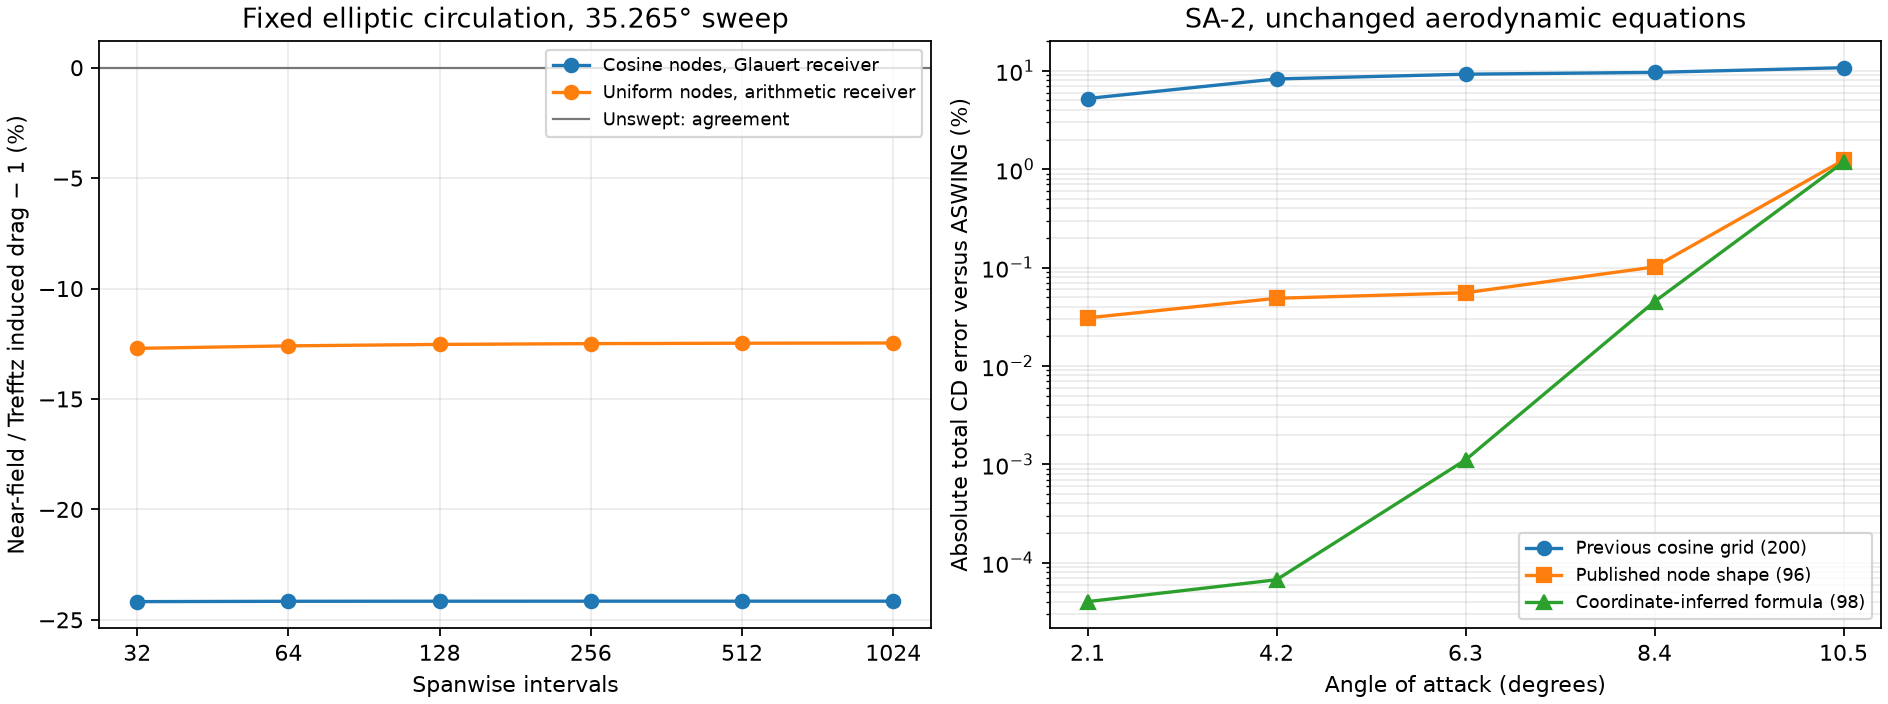 Fixed elliptic circulation, 35.265° sweep
Near-field / Trefftz induced drag − 1 (%)
0
−5
−10
−15
−20
−25
Cosine nodes, Glauert receiver
Uniform nodes, arithmetic receiver
Unswept: agreement
32 64 128 256 512 1024
Spanwise intervals
SA-2, unchanged aerodynamic equations
Absolute total CD error versus ASWING (%)
10¹
10⁰
10⁻¹
10⁻²
10⁻³
10⁻⁴
Previous cosine grid (200)
Published node shape (96)
Coordinate-inferred formula (98)
2.1 4.2 6.3 8.4 10.5
Angle of attack (degrees)